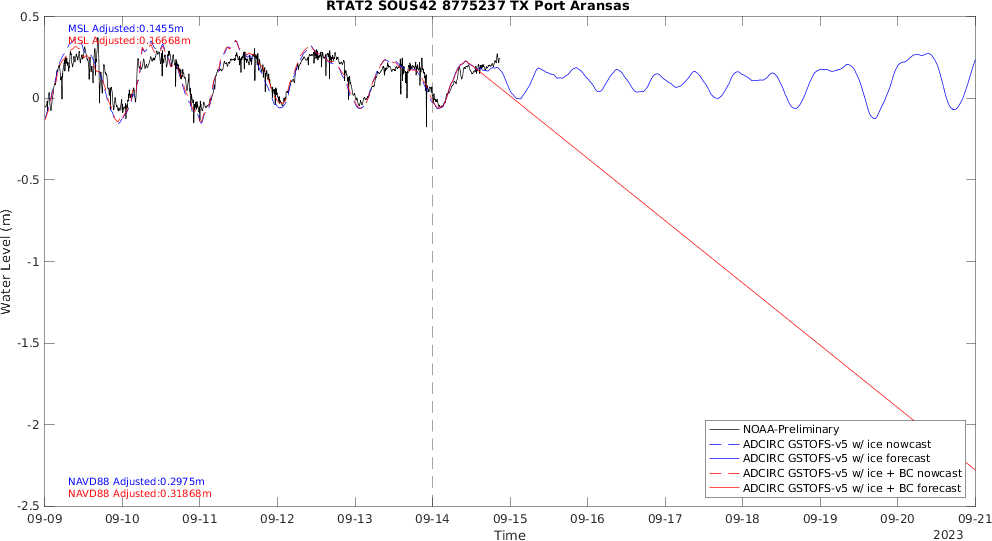 RTAT2 SOUS42 8775237 TX Port Aransas
MSL Adjusted:0.1455m
MSL Adjusted:0.16668m
0.5
0
-0.5
-1
-1.5
-2
-2.5
Water Level (m)
NAVD88 Adjusted:0.2975m
NAVD88 Adjusted:0.31868m
NOAA-Preliminary
ADCIRC GSTOFS-v5 w/ ice nowcast
ADCIRC GSTOFS-v5 w/ ice forecast
ADCIRC GSTOFS-v5 w/ ice + BC nowcast
ADCIRC GSTOFS-v5 w/ ice + BC forecast
09-09 09-10 09-11 09-12 09-13 09-14 09-15 09-16 09-17 09-18 09-19 09-20 09-21
Time
2023